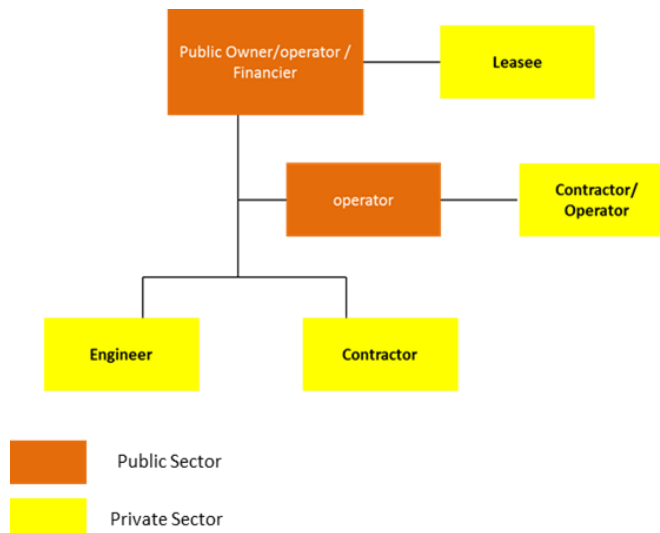 Public Owner/operator /
Financier
Leasee
operator
Contractor/
Operator
Engineer
Contractor
Public Sector
Private Sector